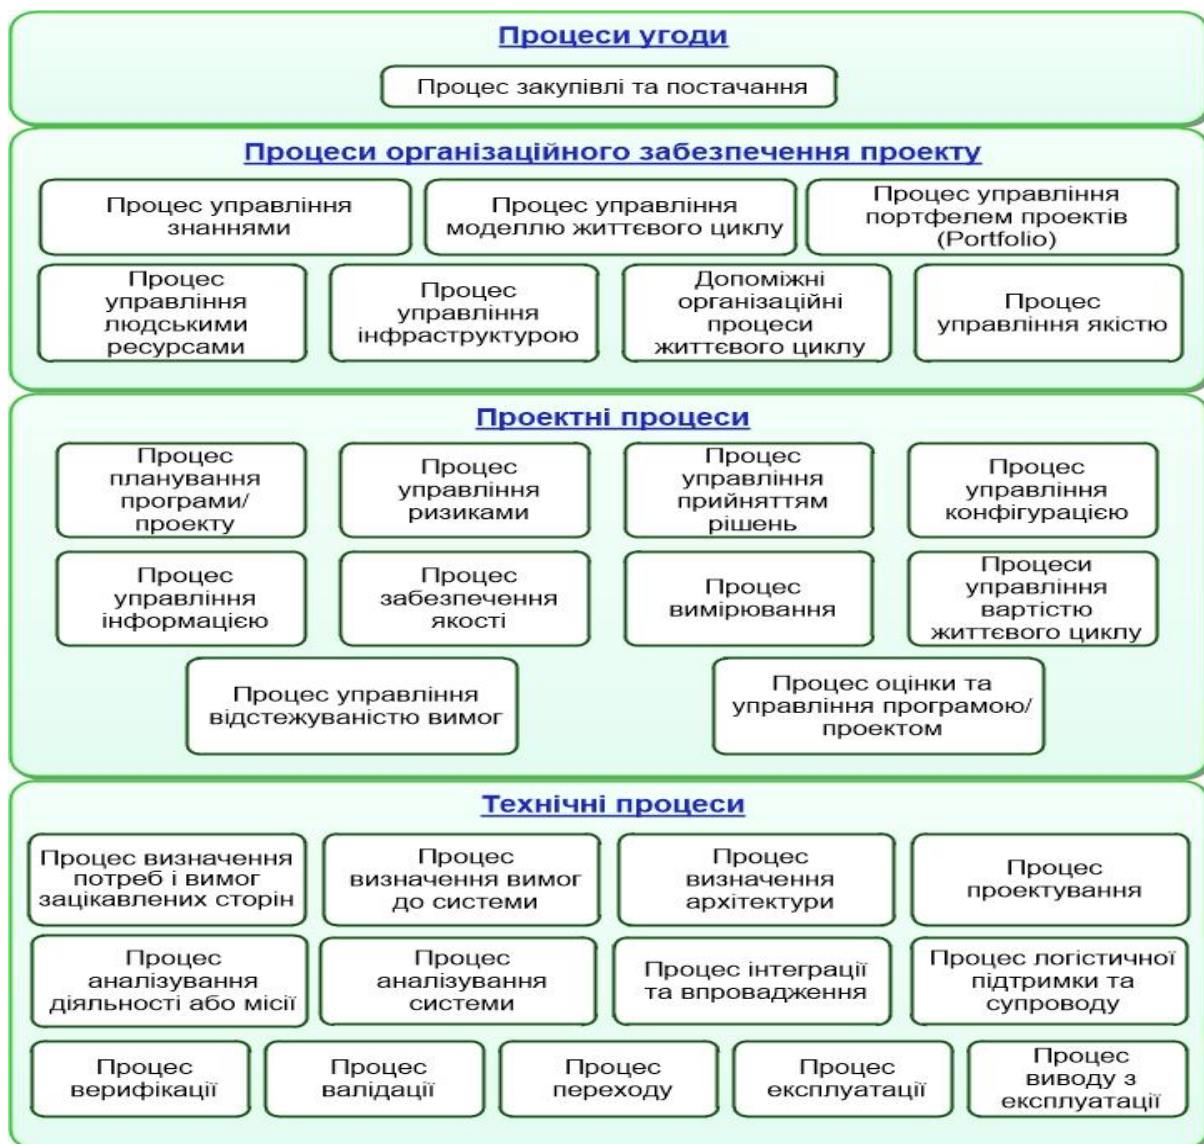 Процеси угоди
Процес закупівлі та постачання
Процеси організаційного забезпечення проекту
Процес управління
знаннями
Процес управління
моделлю життєвого циклу
Процес управління
портфелем проектів
(Portfolio)
Процес
управління
людськими
ресурсами
Процес
управління
інфраструктурою
Допоміжні
організаційні
процеси
життєвого циклу
Процес
управління якістю
Проектні процеси
Процес
планування
програми/
проекту
Процес
управління
ризиками
Процес
управління
прийняттям
рішень
Процес
управління
конфігурацією
Процес
управління
інформацією
Процес
забезпечення
якості
Процес
вимірювання
Процеси
управління
вартістю
життєвого циклу
Процес управління
відстежуваністю вимог
Процес оцінки та
управління програмою/
проектом
Технічні процеси
Процес визначення
потреб і вимог
зацікавлених сторін
Процес
визначення вимог
до системи
Процес
визначення
архітектури
Процес
проектування
Процес
аналізування
діяльності або місії
Процес
аналізування
системи
Процес інтеграції
та впровадження
Процес логістичної
підтримки та
супроводу
Процес
верифікації
Процес
валідації
Процес
переходу
Процес
експлуатації
Процес
виводу з
експлуатації